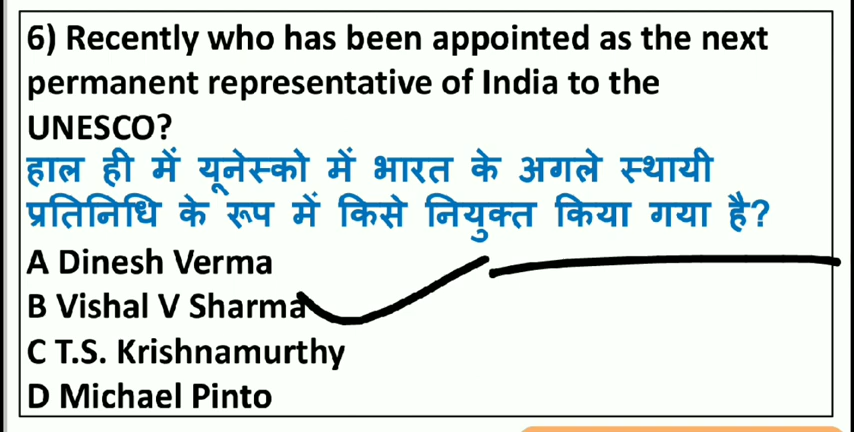 6) Recently who has been appointed as the next
permanent representative of India to the
UNESCO?
हाल ही में यूनेस्को में भारत के अगले स्थायी
प्रतिनिधि के रूप में किसे नियुक्त किया गया है?
A Dinesh Verma
B Vishal V Sharma
C T.S. Krishnamurthy
D Michael Pinto